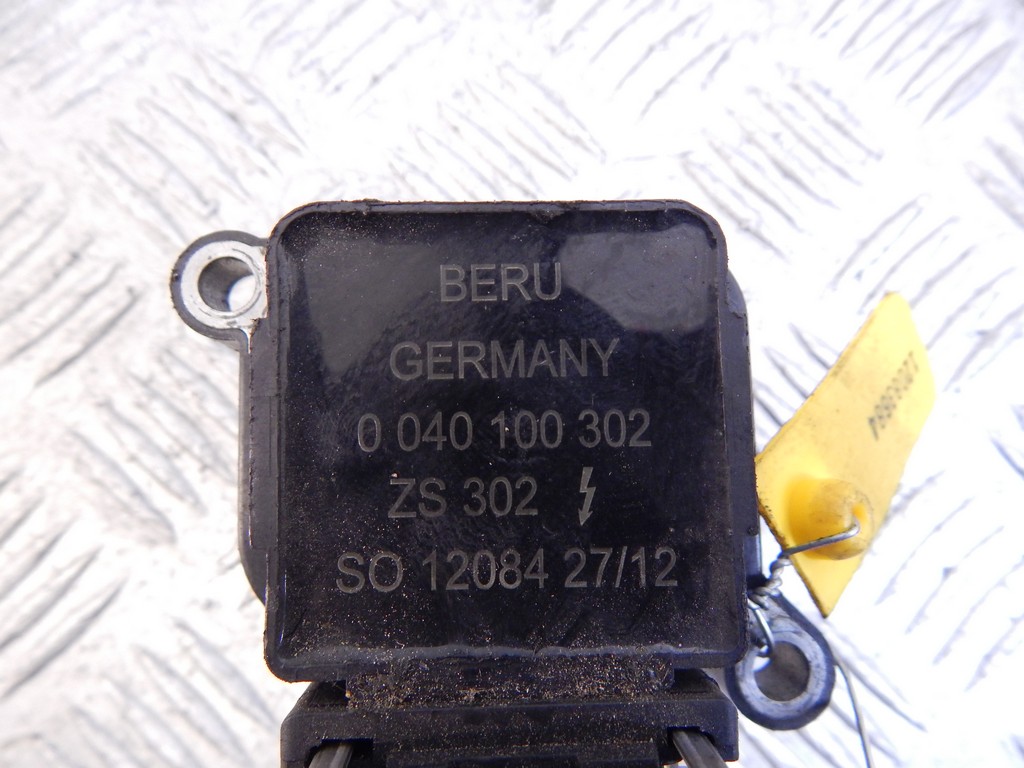 BERU
GERMANY
0 040 100 302
ZS 302
SO 12084 27/12